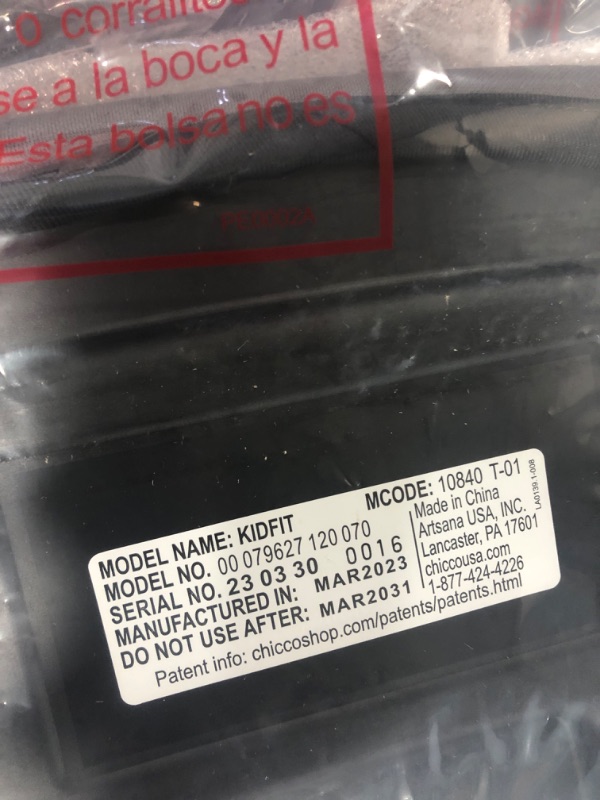 o corralito
se a la boca y la
Esta bolsa no es
MODEL NAME: KIDFIT
MCODE: 10840 T-01
MODEL NO. 00 079627 120 070
SERIAL NO. 23 03 30 0016
MANUFACTURED IN: MAR2023
DO NOT USE AFTER: MAR2031
Made in China
Artsana USA, INC.
Lancaster, PA 17601
chiccousa.com
1-877-424-4226
Patent info: chiccoshop.com/patents/patents.html
LA0139.1-008